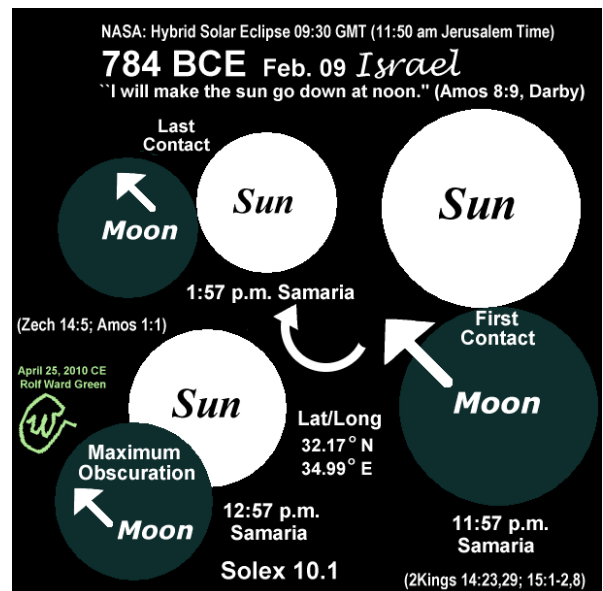 NASA: Hybrid Solar Eclipse 09:30 GMT (11:50 am Jerusalem Time)
784 BCE Feb. 09 Israel
``I will make the sun go down at noon." (Amos 8:9, Darby)
Last
Contact
Sun
Moon
Sun
1:57 p.m. Samaria
(Zech 14:5; Amos 1:1)
First
Contact
Moon
April 25, 2010 CE
Rolf Ward Green
W
Sun
Lat/Long
32.17° N
34.99° E
Maximum
Obscuration
Moon
12:57 p.m.
Samaria
11:57 p.m.
Samaria
Solex 10.1
(2Kings 14:23,29; 15:1-2,8)